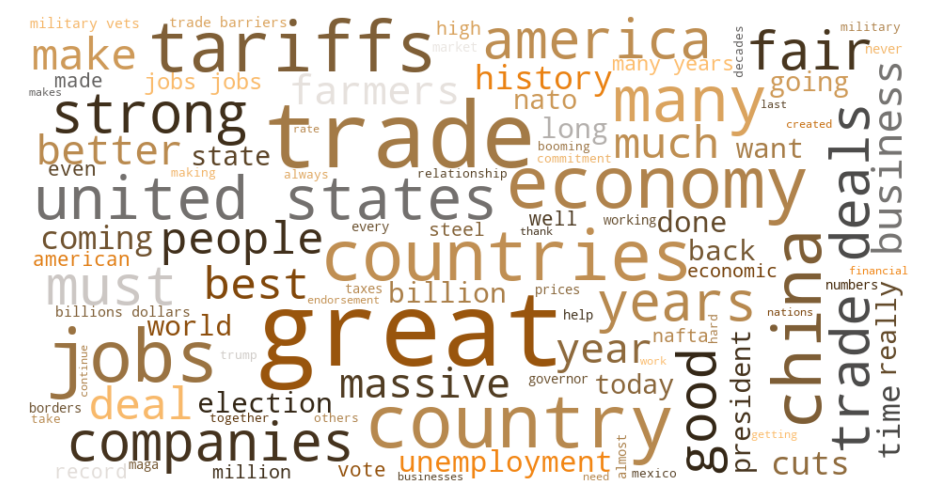 military vets
trade barriers
high
military
make
tariffs
market
america
decades
fair
never
made
jobs jobs
farmers
history
many years
going
makes
strong
nato
many
last
business
rate
trade
long
much
created
better
state
booming
want
even
making
always
commitment
relationship
united states
economy
trade deals
well
every
steel
thank
working
done
coming
people
countries
back
american
economic
financial
must
best
taxes
billion
prices
years
china
numbers
endorsement
billions dollars
world
great
help
nafta
hard
nations
really
jobs
trump
year
work
continue
massive
governor
today
good
president
time
deal
election
borders
take
together
others
country
getting
companies
unemployment
almost
cuts
record
maga
million
vote
businesses
need
mexico